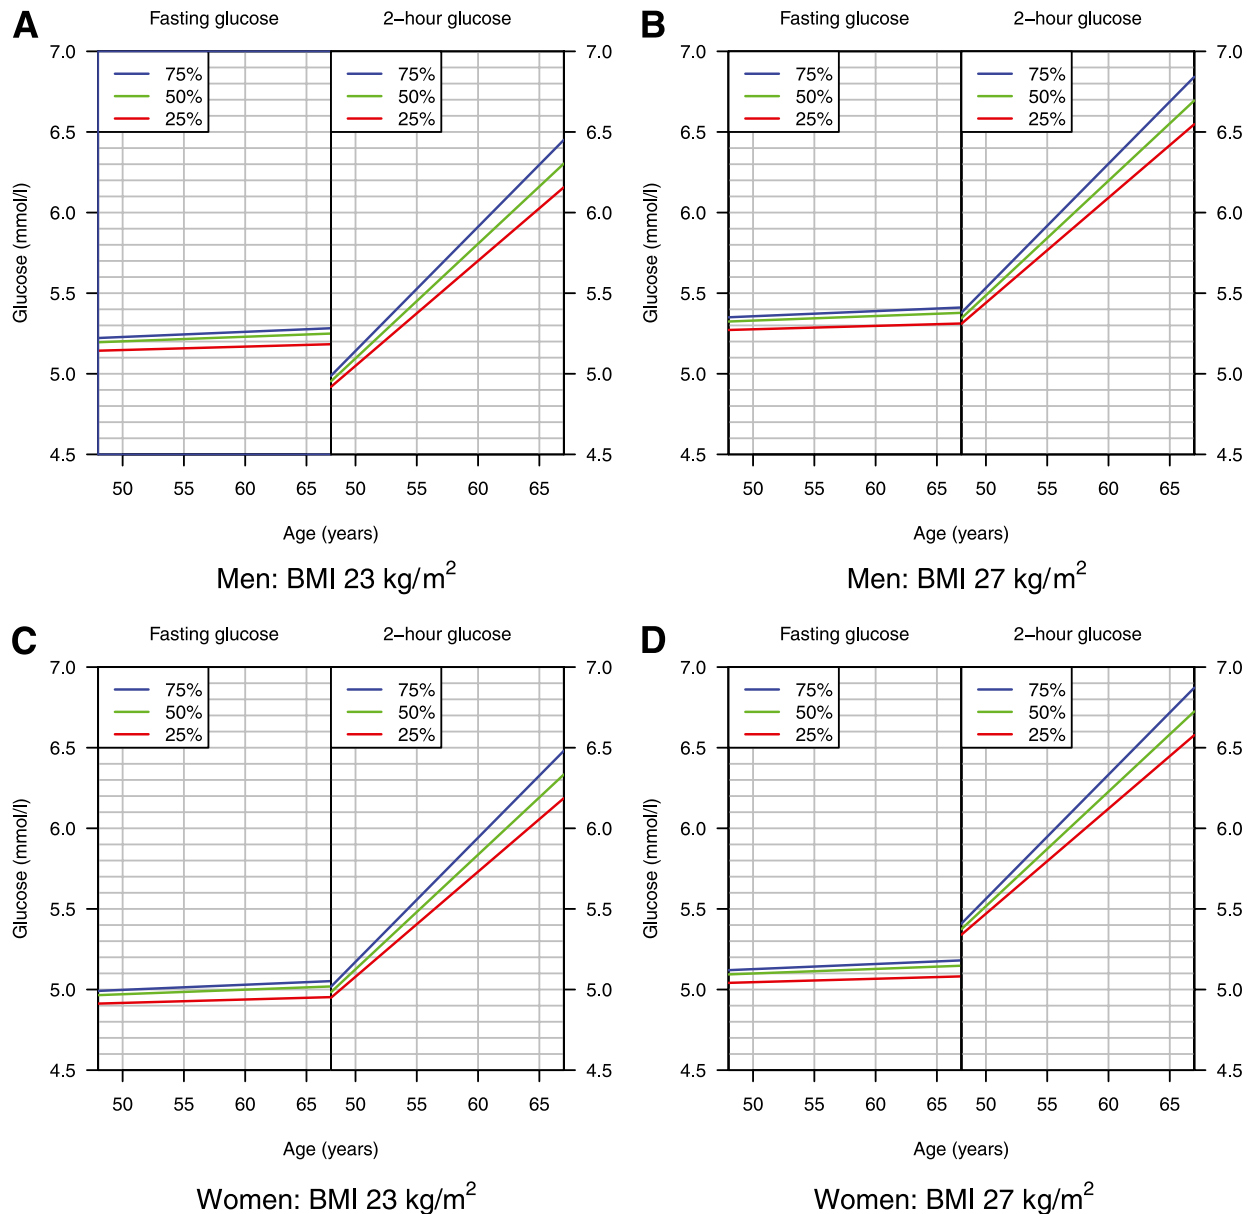 A
Fasting glucose
2−hour glucose
75%
50%
25%
75%
50%
25%
7.0
6.5
6.0
5.5
5.0
4.5
7.0
6.5
6.0
5.5
5.0
4.5
Glucose (mmol/l)
50 55 60 65 50 55 60 65
Age (years)
Men: BMI 23 kg/m²
B
Fasting glucose
2−hour glucose
75%
50%
25%
75%
50%
25%
7.0
6.5
6.0
5.5
5.0
4.5
7.0
6.5
6.0
5.5
5.0
4.5
Glucose (mmol/l)
50 55 60 65 50 55 60 65
Age (years)
Men: BMI 27 kg/m²
C
Fasting glucose
2−hour glucose
75%
50%
25%
75%
50%
25%
7.0
6.5
6.0
5.5
5.0
4.5
7.0
6.5
6.0
5.5
5.0
4.5
Glucose (mmol/l)
50 55 60 65 50 55 60 65
Age (years)
Women: BMI 23 kg/m²
D
Fasting glucose
2−hour glucose
75%
50%
25%
75%
50%
25%
7.0
6.5
6.0
5.5
5.0
4.5
7.0
6.5
6.0
5.5
5.0
4.5
Glucose (mmol/l)
50 55 60 65 50 55 60 65
Age (years)
Women: BMI 27 kg/m²